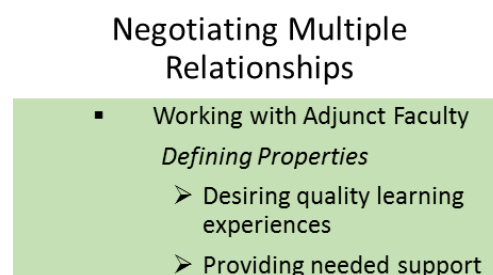 Negotiating Multiple
Relationships
▪ Working with Adjunct Faculty
Defining Properties
➢ Desiring quality learning
experiences
➢ Providing needed support